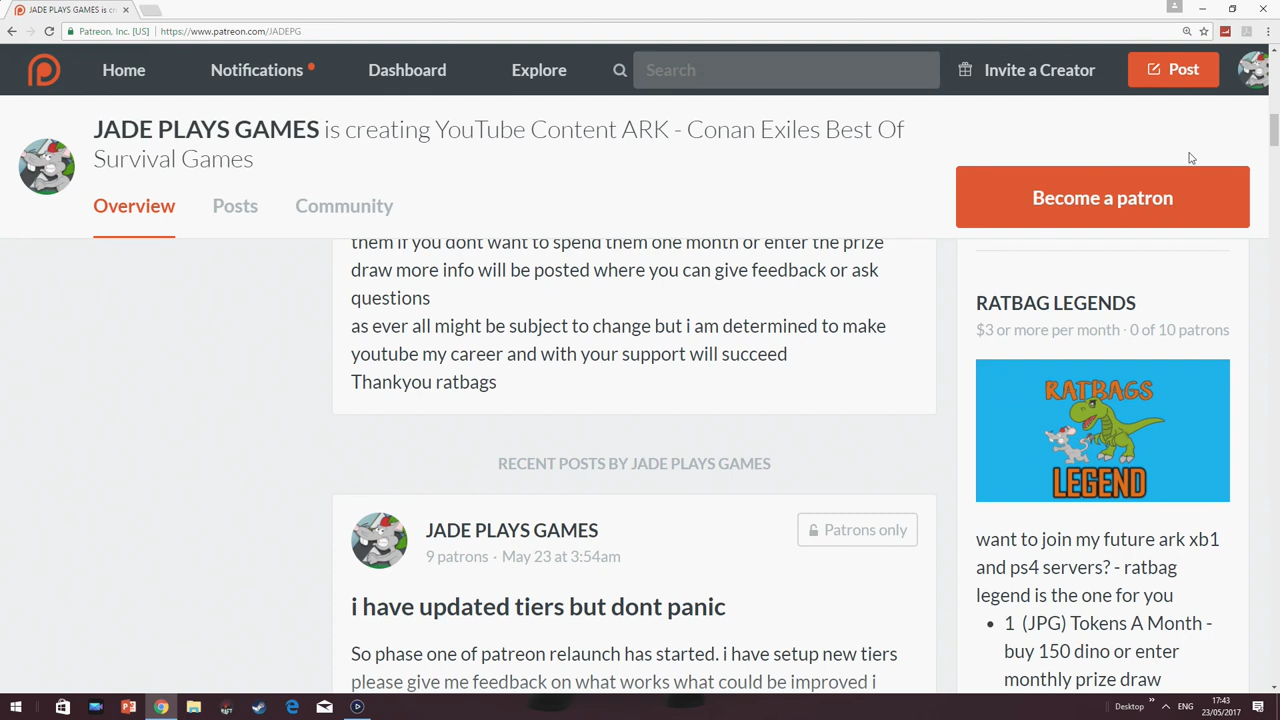 JADE PLAYS GAMES is c
Patreon, Inc. [US] https://www.patreon.com/JADEPG
Home Notifications Dashboard Explore Search Invite a Creator Post
JADE PLAYS GAMES is creating YouTube Content ARK - Conan Exiles Best Of
Survival Games
Become a patron
Overview Posts Community
them if you dont want to spend them one month or enter the prize
draw more info will be posted where you can give feedback or ask
questions
as ever all might be subject to change but i am determined to make
youtube my career and with your support will succeed
Thankyou ratbags
RECENT POSTS BY JADE PLAYS GAMES
JADE PLAYS GAMES
Patrons only
9 patrons · May 23 at 3:54am
i have updated tiers but dont panic
So phase one of patreon relaunch has started. i have setup new tiers
please give me feedback on what works what could be improved i
RATBAG LEGENDS
$3 or more per month · 0 of 10 patrons
RATBAGS
LEGEND
want to join my future ark xb1
and ps4 servers? - ratbag
legend is the one for you
• 1 (JPG) Tokens A Month -
buy 150 dino or enter
monthly prize draw
Desktop ENG 17:43
23/05/2017